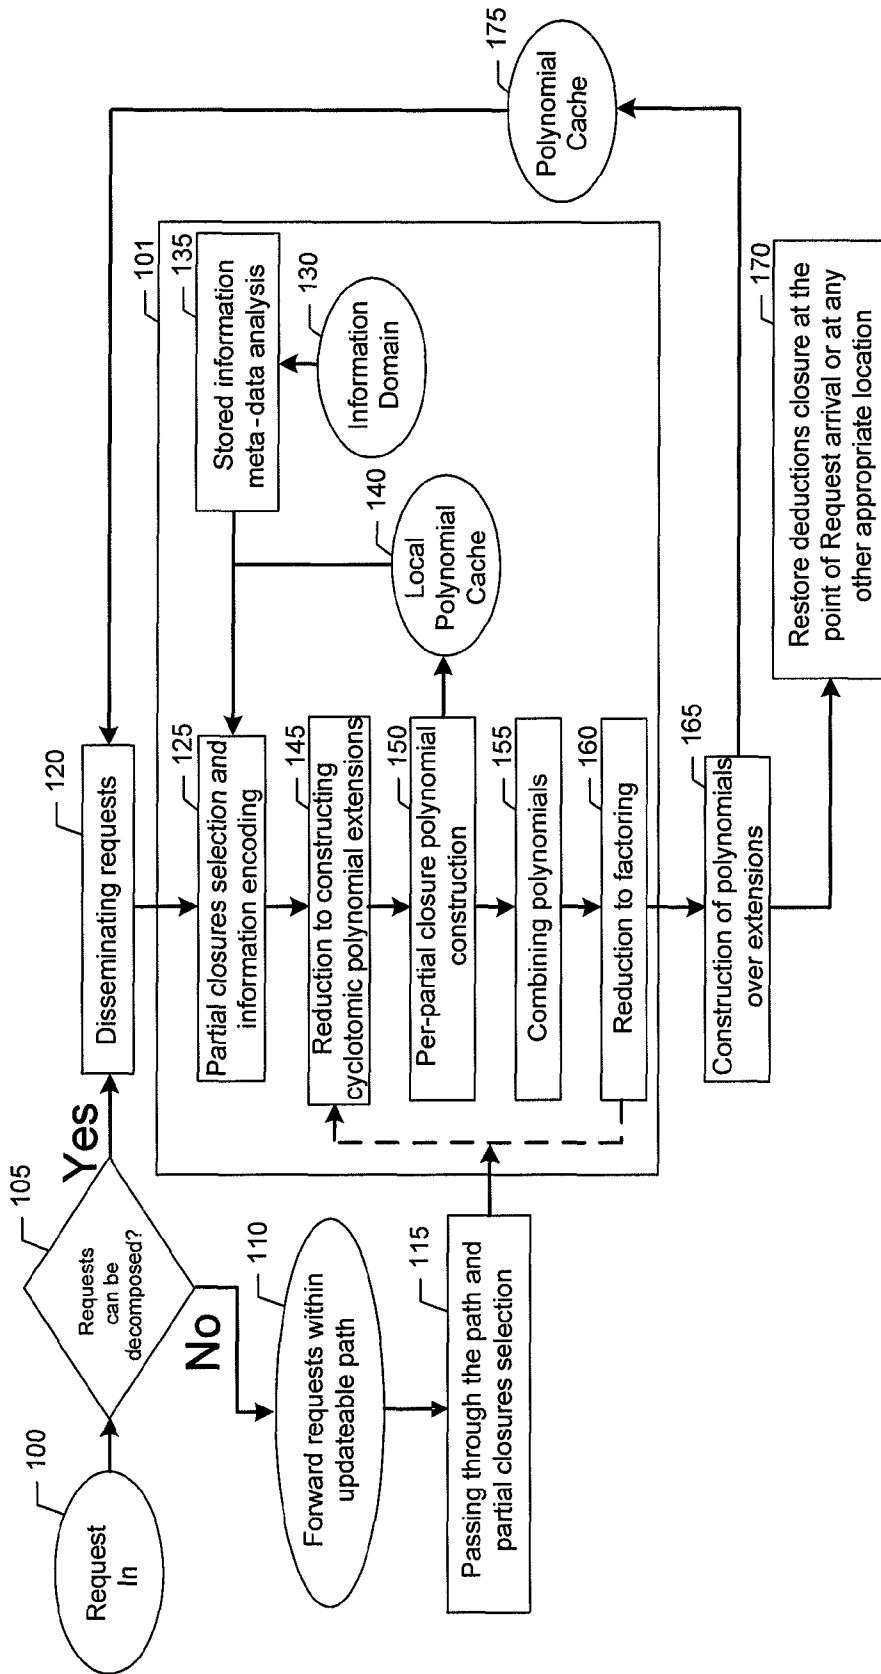 100
Request
In
105
Requests
can be
decomposed?
Yes
No
110
Forward requests within
updateable path
115
Passing through the path and
partial closures selection
120
Disseminating requests
101
125
Partial closures selection and
information encoding
135
Stored information
meta-data analysis
130
Information
Domain
140
Local
Polynomial
Cache
145
Reduction to constructing
cyclotomic polynomial extensions
150
Per-partial closure polynomial
construction
155
Combining polynomials
160
Reduction to factoring
165
Construction of polynomials
over extensions
170
Restore deductions closure at the
point of Request arrival or at any
other appropriate location
175
Polynomial
Cache